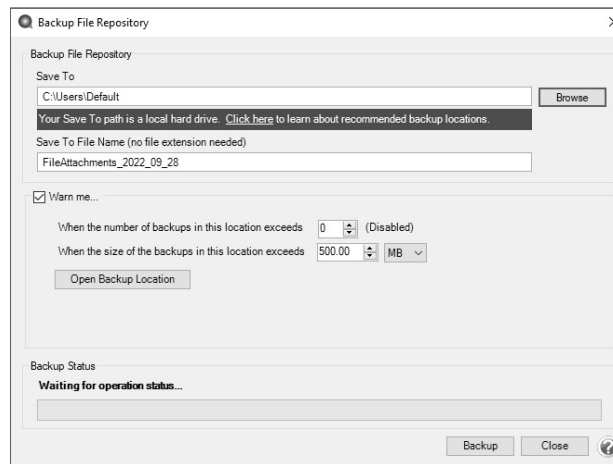 Backup File Repository
Backup File Repository
Save To
C:\Users\Default
Browse
Your Save To path is a local hard drive. Click here to learn about recommended backup locations.
Save To File Name (no file extension needed)
FileAttachments_2022_09_28
Warn me...
When the number of backups in this location exceeds 0 (Disabled)
When the size of the backups in this location exceeds 500.00 MB
Open Backup Location
Backup Status
Waiting for operation status...
Backup Close ?